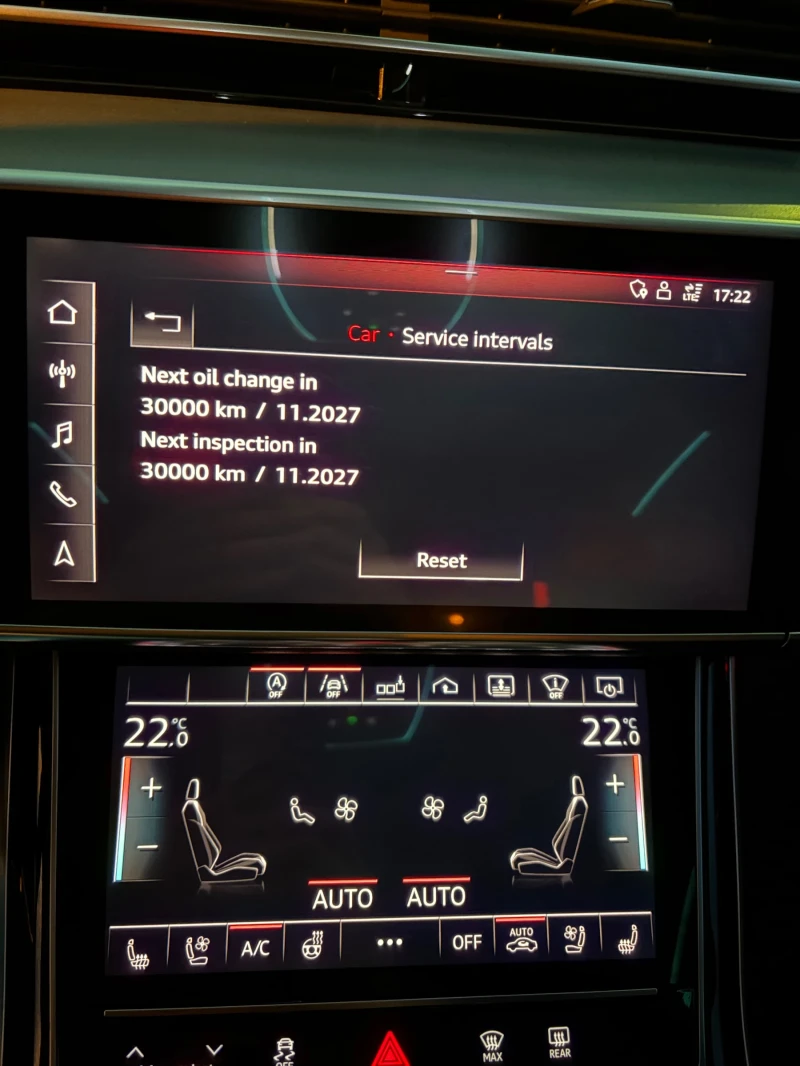 LTE 17:22
Car · Service intervals
Next oil change in
30000 km / 11.2027
Next inspection in
30000 km / 11.2027
Reset
A OFF
OFF
OFF
22.0 °C
22.0 °C
+
+
−
−
AUTO AUTO
A/C
...
OFF
AUTO
OFF
MAX
REAR